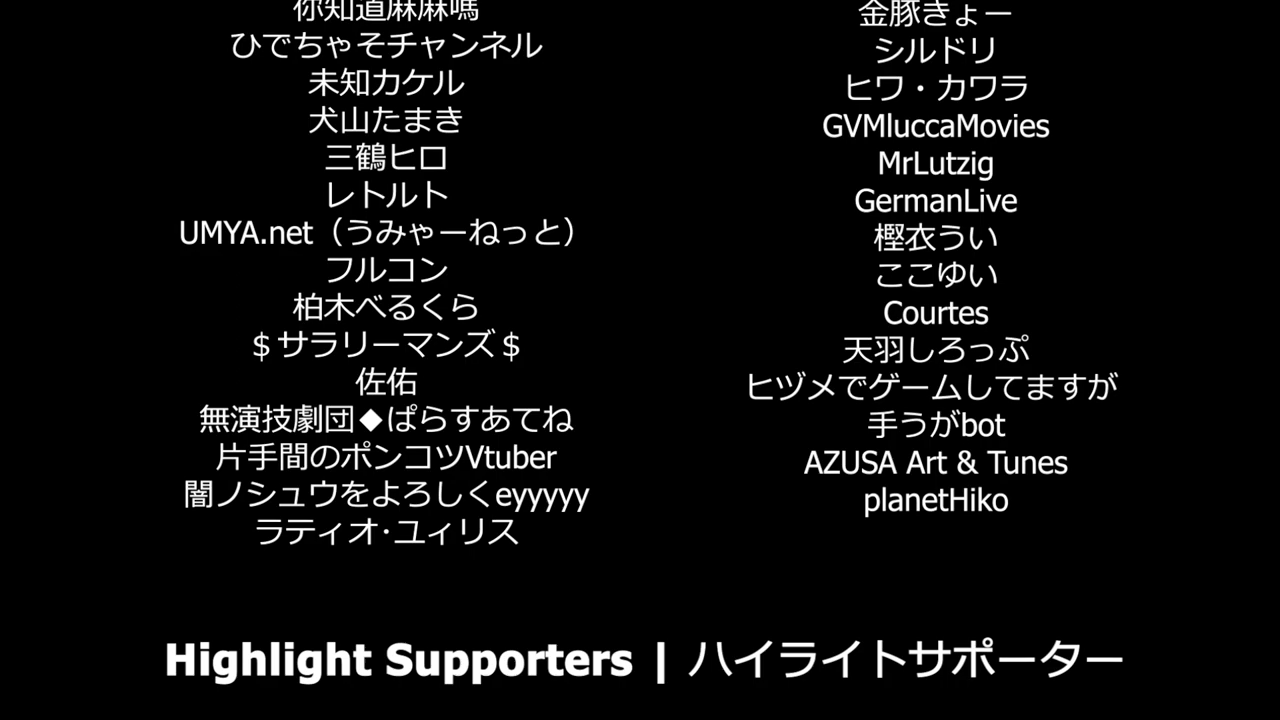 你知道麻麻嗎
ひでちゃそチャンネル
未知カケル
犬山たまき
三鶴ヒロ
レトルト
UMYA.net（うみゃーねっと）
フルコン
柏木べるくら
＄サラリーマンズ＄
佐佑
無演技劇団◆ぱらすあてね
片手間のポンコツVtuber
闇ノシュウをよろしくeyyyyy
ラティオ･ユィリス
金豚きょー
シルドリ
ヒワ・カワラ
GVMluccaMovies
MrLutzig
GermanLive
樫衣うい
ここゆい
Courtes
天羽しろっぷ
ヒヅメでゲームしてますが
手うがbot
AZUSA Art & Tunes
planetHiko
Highlight Supporters | ハイライトサポーター